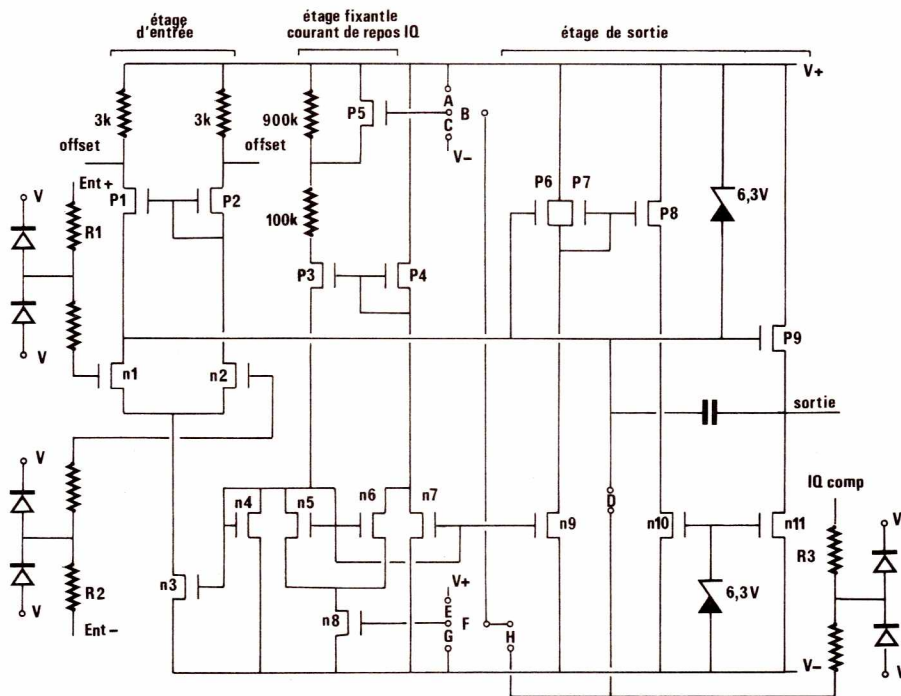 étage
d'entrée
étage fixantle
courant de repos IQ
étage de sortie
V+
3k
3k
900k
P5
A
B
C
V–
offset
offset
V
Ent+
P1
P2
R1
100k
P6
P7
P8
6,3V
P3
P4
V
P9
n1
n2
sortie
V
IQ comp
n4
n5
n6
n7
D
n9
n10
n11
R3
n3
R2
V+
6,3V
V
n8
E
F
G
H
V
Ent–
V–
V